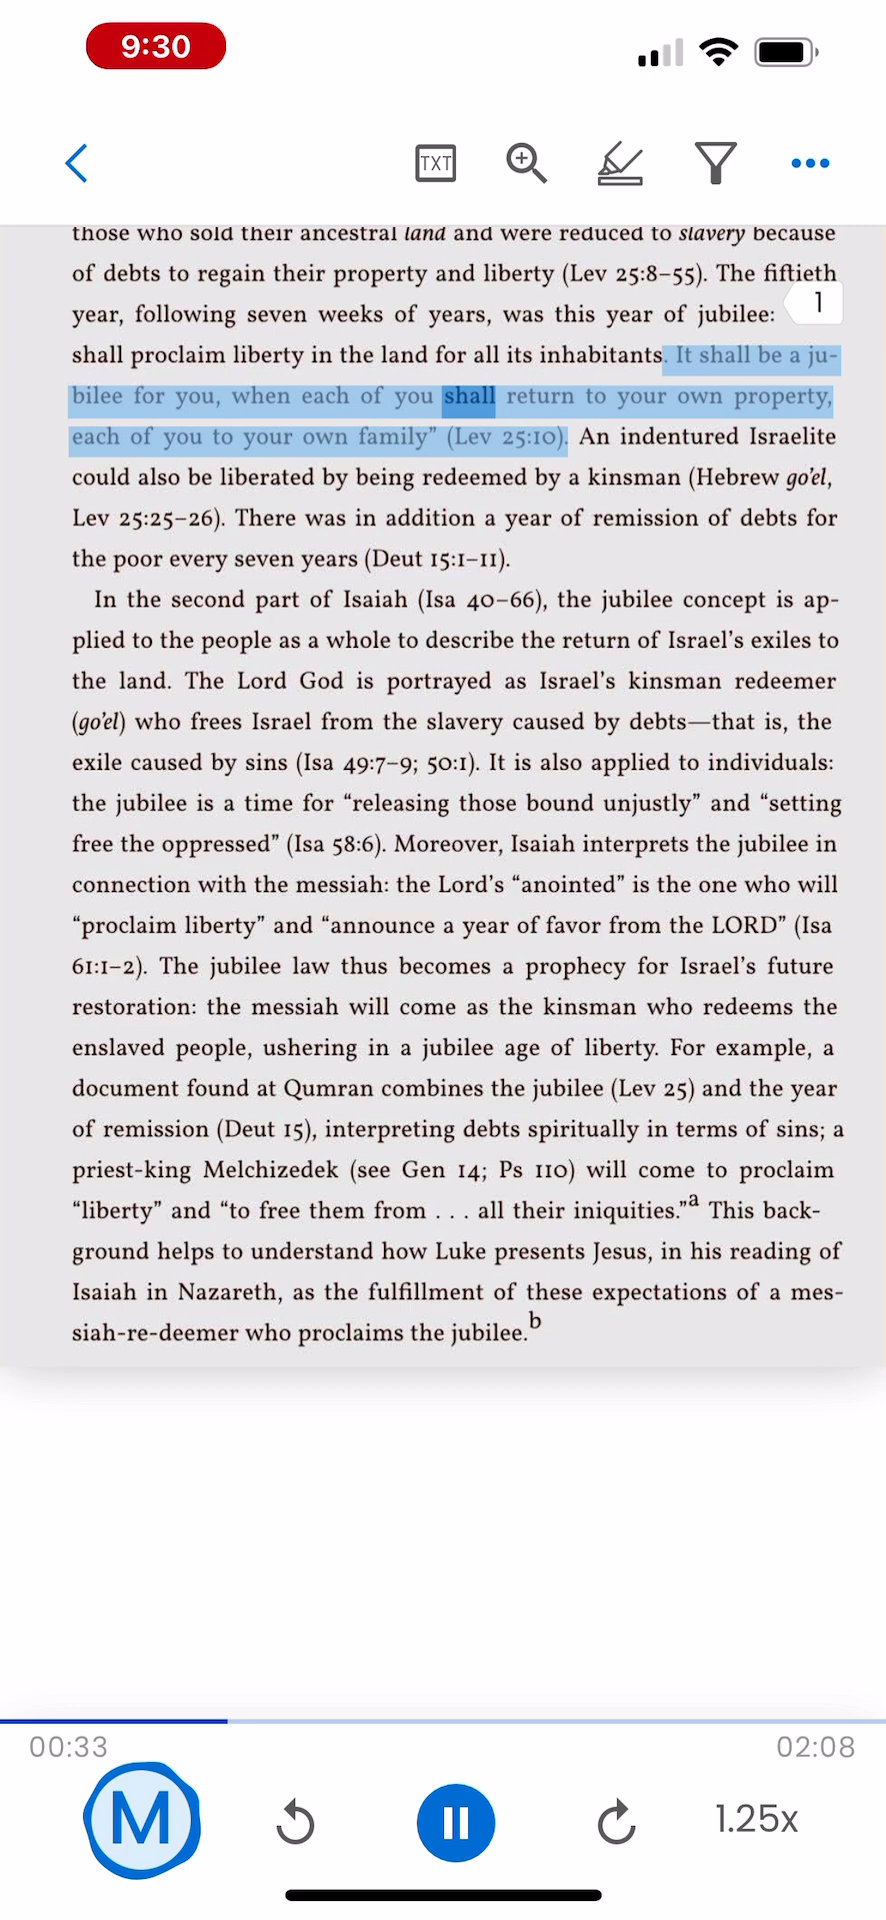 9:30
TXT
those who sold their ancestral land and were reduced to slavery because
of debts to regain their property and liberty (Lev 25:8–55). The fiftieth
year, following seven weeks of years, was this year of jubilee:
1
shall proclaim liberty in the land for all its inhabitants. It shall be a ju-
bilee for you, when each of you shall return to your own property,
each of you to your own family” (Lev 25:10). An indentured Israelite
could also be liberated by being redeemed by a kinsman (Hebrew go’el,
Lev 25:25–26). There was in addition a year of remission of debts for
the poor every seven years (Deut 15:1–11).
In the second part of Isaiah (Isa 40–66), the jubilee concept is ap-
plied to the people as a whole to describe the return of Israel’s exiles to
the land. The Lord God is portrayed as Israel’s kinsman redeemer
(go’el) who frees Israel from the slavery caused by debts—that is, the
exile caused by sins (Isa 49:7–9; 50:1). It is also applied to individuals:
the jubilee is a time for “releasing those bound unjustly” and “setting
free the oppressed” (Isa 58:6). Moreover, Isaiah interprets the jubilee in
connection with the messiah: the Lord’s “anointed” is the one who will
“proclaim liberty” and “announce a year of favor from the LORD” (Isa
61:1–2). The jubilee law thus becomes a prophecy for Israel’s future
restoration: the messiah will come as the kinsman who redeems the
enslaved people, ushering in a jubilee age of liberty. For example, a
document found at Qumran combines the jubilee (Lev 25) and the year
of remission (Deut 15), interpreting debts spiritually in terms of sins; a
priest-king Melchizedek (see Gen 14; Ps 110) will come to proclaim
“liberty” and “to free them from . . . all their iniquities.”a This back-
ground helps to understand how Luke presents Jesus, in his reading of
Isaiah in Nazareth, as the fulfillment of these expectations of a mes-
siah-re-deemer who proclaims the jubilee.b
00:33
02:08
M
1.25x